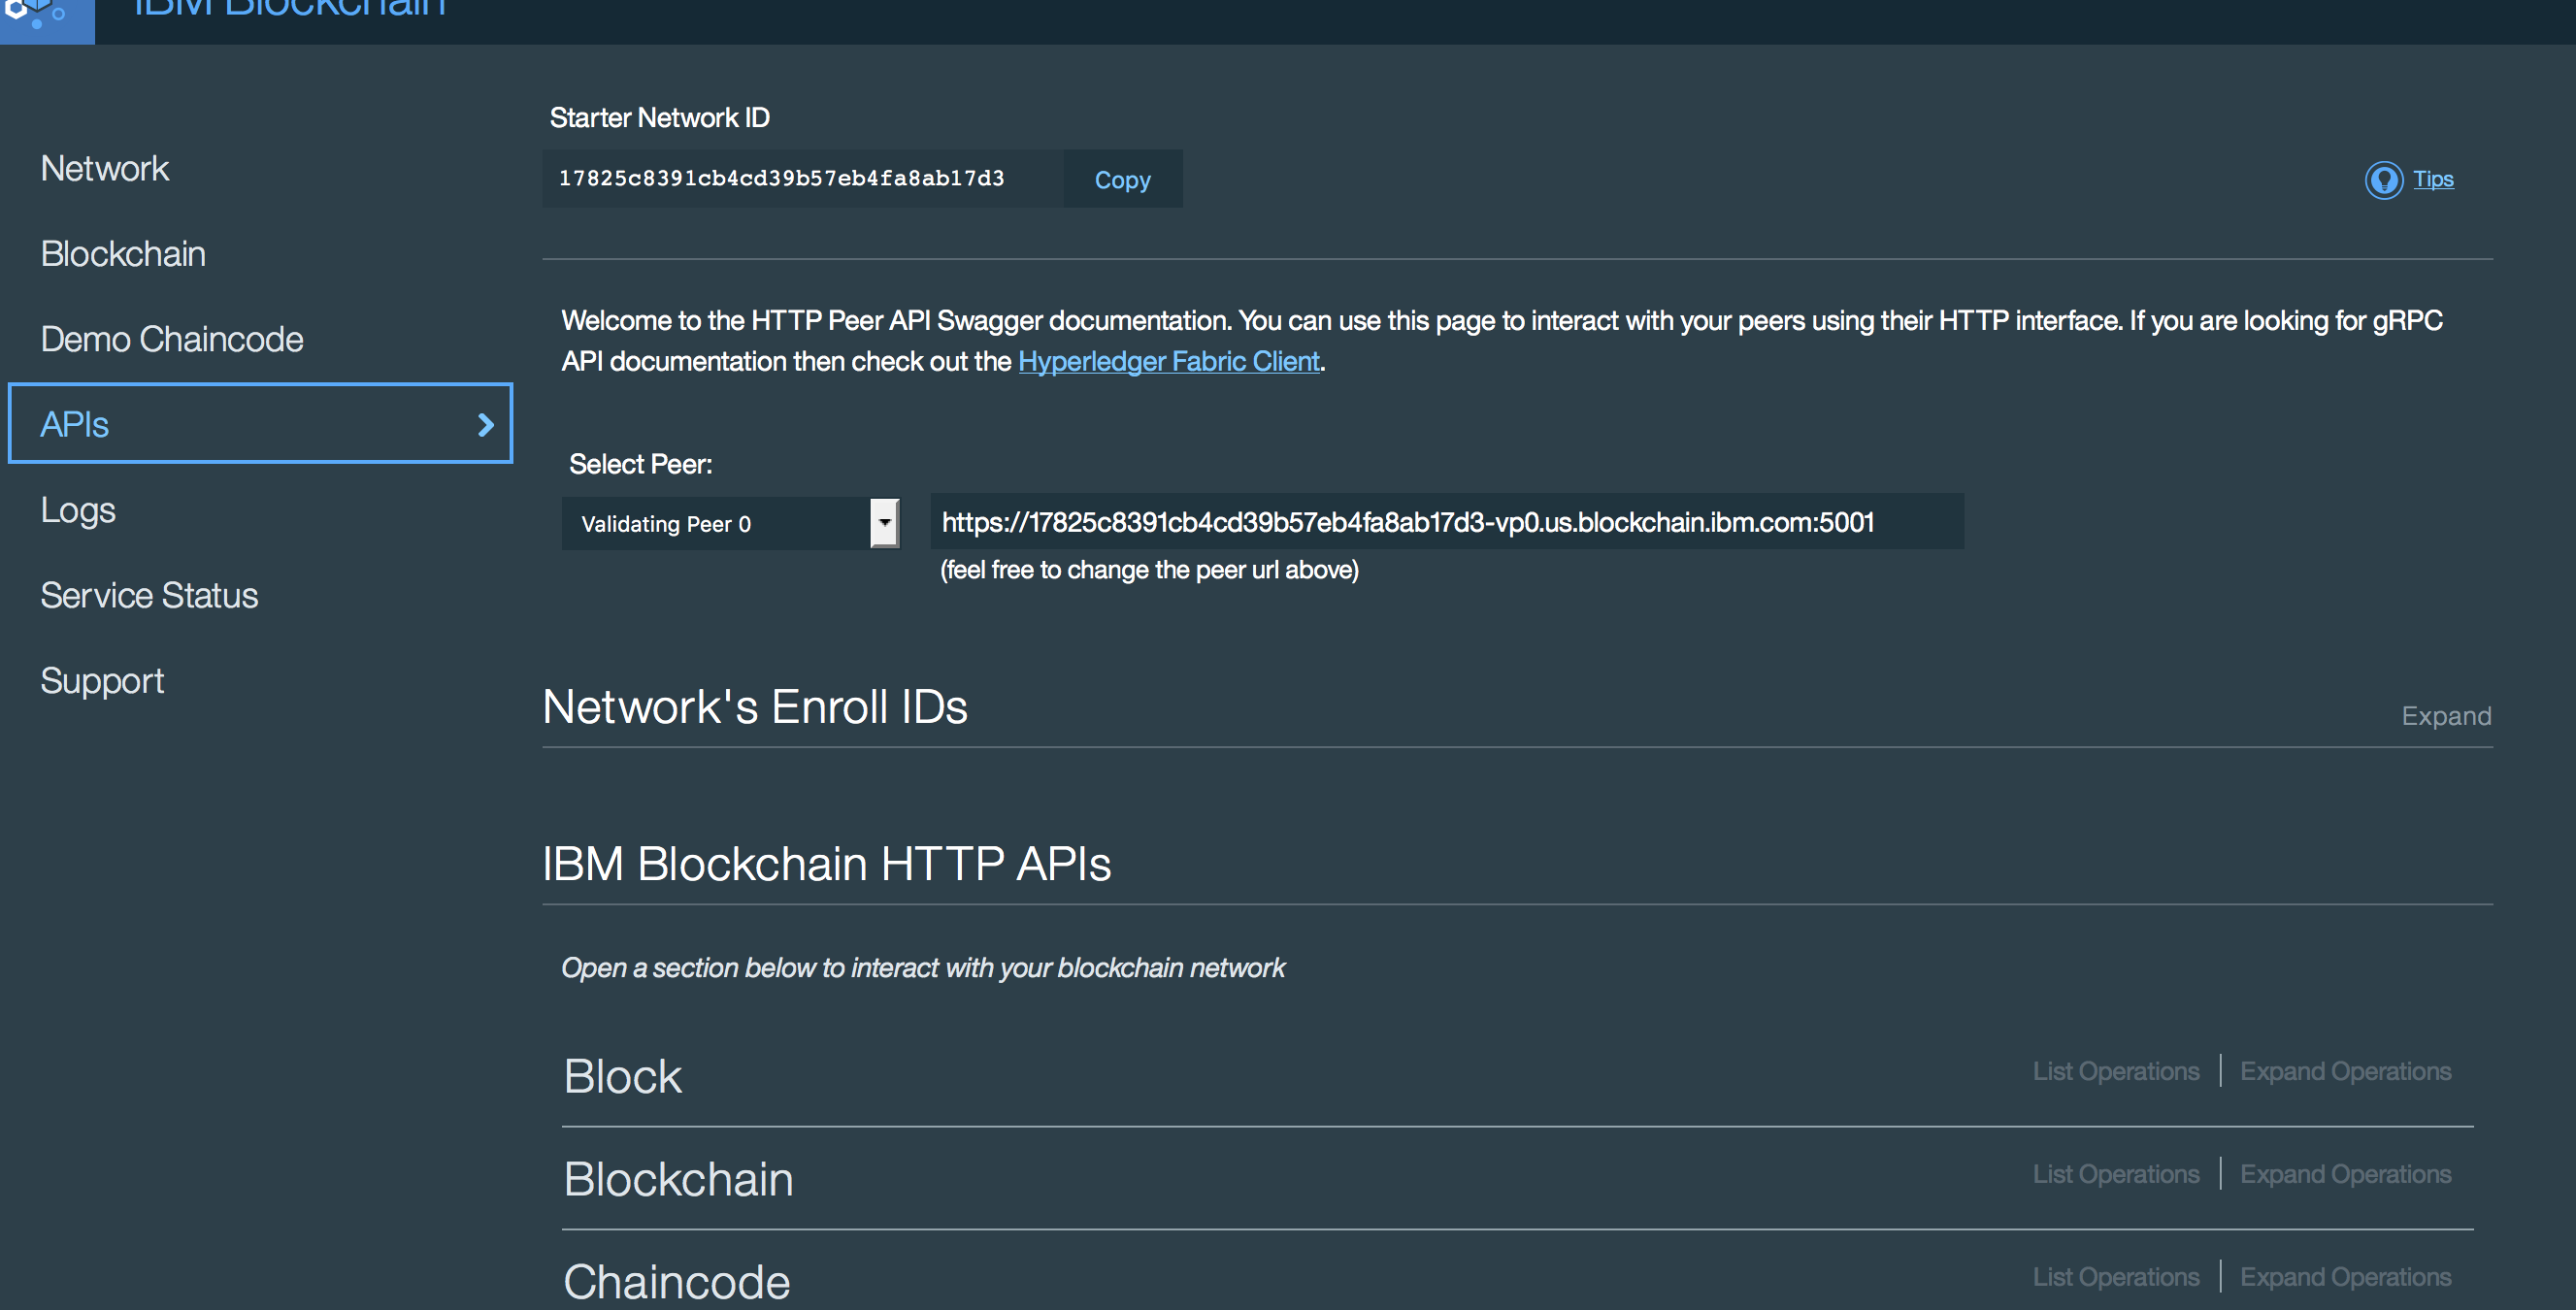 IBM Blockchain
Network
Blockchain
Demo Chaincode
APIs
Logs
Service Status
Support
Starter Network ID
17825c8391cb4cd39b57eb4fa8ab17d3 Copy
Tips
Welcome to the HTTP Peer API Swagger documentation. You can use this page to interact with your peers using their HTTP interface. If you are looking for gRPC
API documentation then check out the Hyperledger Fabric Client.
Select Peer:
Validating Peer 0 https://17825c8391cb4cd39b57eb4fa8ab17d3-vp0.us.blockchain.ibm.com:5001
(feel free to change the peer url above)
Network's Enroll IDs Expand
IBM Blockchain HTTP APIs
Open a section below to interact with your blockchain network
Block List Operations Expand Operations
Blockchain List Operations Expand Operations
Chaincode List Operations Expand Operations